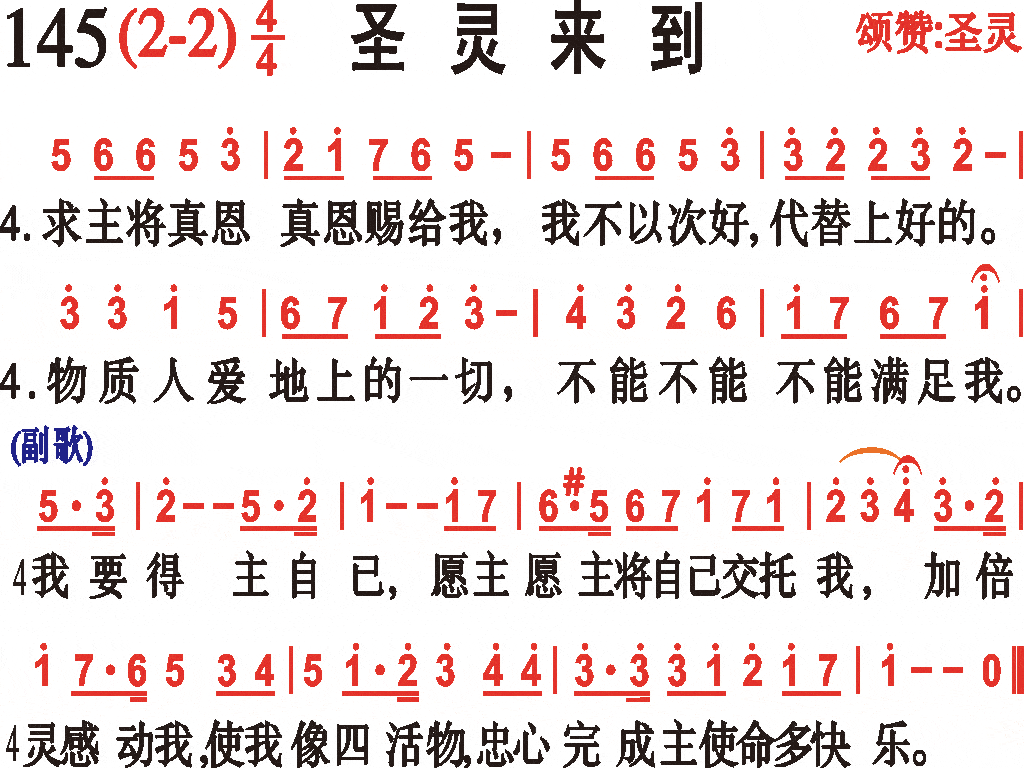 145(2-2) 4/4 圣灵来到 颂赞:圣灵
5 6 6 5 3 | 2 1 7 6 5 – | 5 6 6 5 3 | 3 2 2 3 2 – |
4.求主将真恩 真恩赐给我，我不以次好,代替上好的。
3 3 1 5 | 6 7 1 2 3 – | 4 3 2 6 | 1 7 6 7 1 |
4.物质人爱地上的一切，不能不能 不能满足我。
(副歌)
5 · 3 | 2 – – 5 · 2 | 1 – – 1 7 | 6 · #5 6 7 1 7 1 | 2 3 4 3 · 2 |
4我要得 主自已，愿主愿主将自己交托我，加倍
1 7 · 6 5 3 4 | 5 1 · 2 3 4 4 | 3 · 3 3 1 2 1 7 | 1 – – 0 ‖
4灵感动我,使我像四活物,忠心完成主使命多快乐。